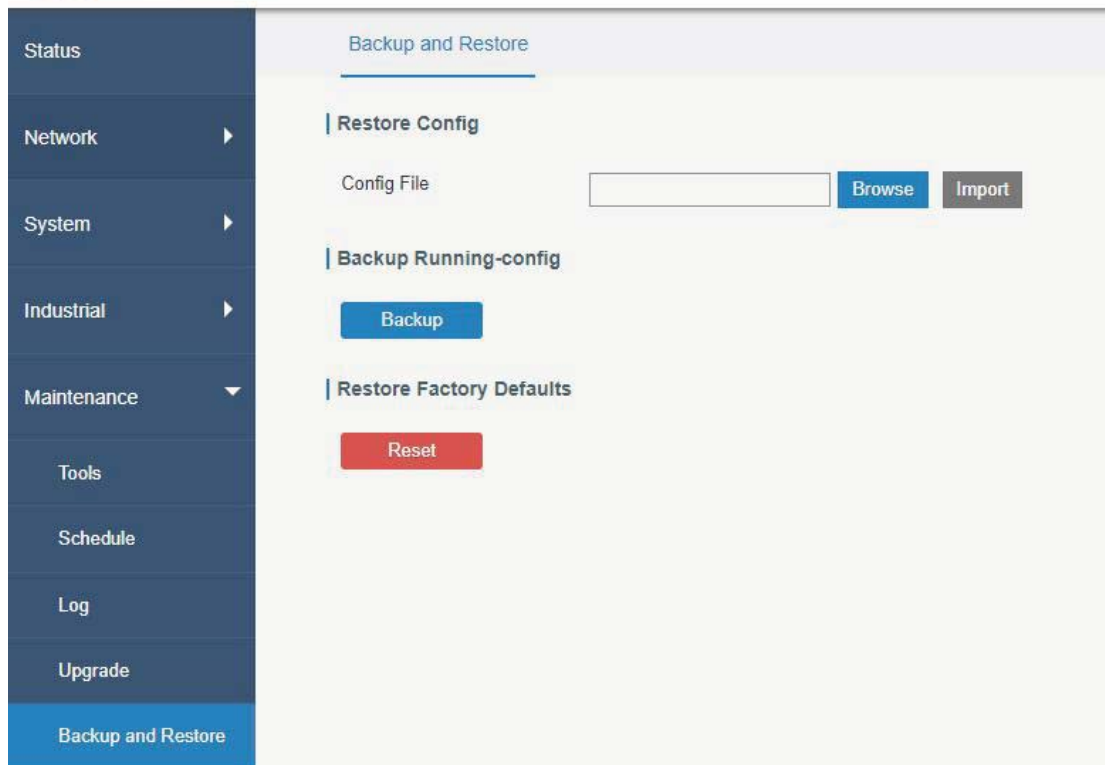 Status
Network
System
Industrial
Maintenance
Tools
Schedule
Log
Upgrade
Backup and Restore
Backup and Restore
Restore Config
Config File
Browse
Import
Backup Running-config
Backup
Restore Factory Defaults
Reset